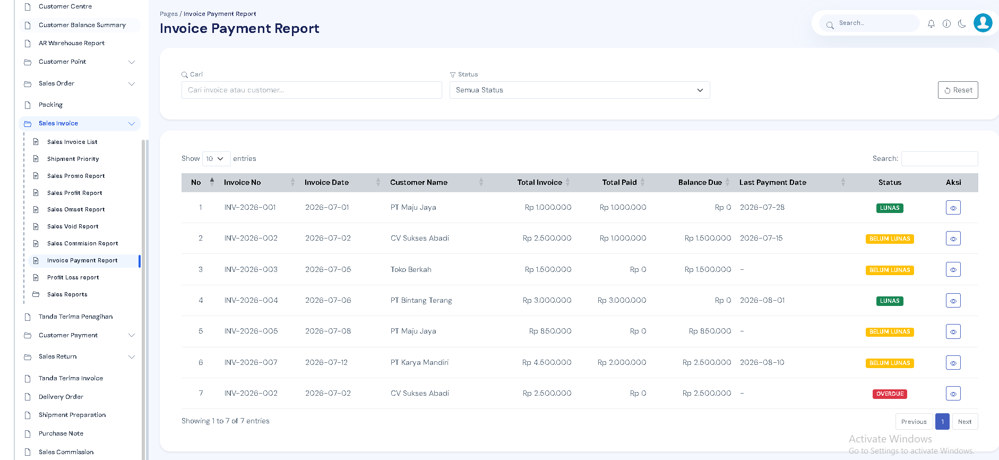 Customer Centre
Customer Balance Summary
AR Warehouse Report
Customer Point
Sales Order
Packing
Sales Invoice
Sales Invoice List
Shipment Priority
Sales Promo Report
Sales Profit Report
Sales Omset Report
Sales Void Report
Sales Commision Report
Invoice Payment Report
Profit Loss report
Sales Reports
Tanda Terima Penagihan
Customer Payment
Sales Return
Tanda Terima Invoice
Delivery Order
Shipment Preparation
Purchase Note
Sales Commission
Pages / Invoice Payment Report
Invoice Payment Report
Search...
Cari
Status
Cari invoice atau customer...
Semua Status
Reset
Show 10 entries
Search:
No Invoice No Invoice Date Customer Name Total Invoice Total Paid Balance Due Last Payment Date Status Aksi
1 INV-2026-001 2026-07-01 PT Maju Jaya Rp 1.000.000 Rp 1.000.000 Rp 0 2026-07-28 LUNAS
2 INV-2026-002 2026-07-02 CV Sukses Abadi Rp 2.500.000 Rp 1.000.000 Rp 1.500.000 2026-07-15 BELUM LUNAS
3 INV-2026-003 2026-07-05 Toko Berkah Rp 1.500.000 Rp 0 Rp 1.500.000 - BELUM LUNAS
4 INV-2026-004 2026-07-06 PT Bintang Terang Rp 3.000.000 Rp 3.000.000 Rp 0 2026-08-01 LUNAS
5 INV-2026-005 2026-07-08 PT Maju Jaya Rp 850.000 Rp 0 Rp 850.000 - BELUM LUNAS
6 INV-2026-007 2026-07-12 PT Karya Mandiri Rp 4.500.000 Rp 2.000.000 Rp 2.500.000 2026-08-10 BELUM LUNAS
7 INV-2026-002 2026-07-02 CV Sukses Abadi Rp 2.500.000 Rp 0 Rp 2.500.000 - OVERDUE
Showing 1 to 7 of 7 entries
Previous 1 Next
Activate Windows
Go to Settings to activate Windows.